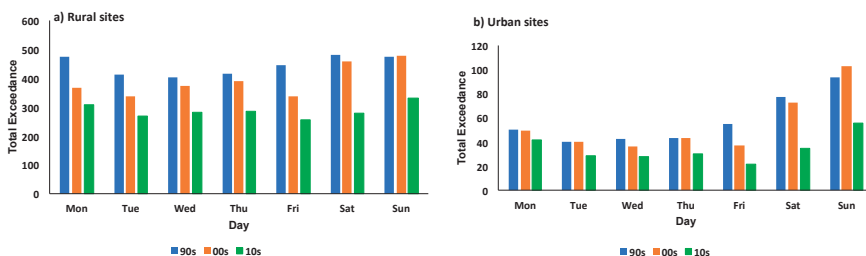 a) Rural sites
600
500
400
300
200
100
0
Total Exceedance
Mon Tue Wed Thu Fri Sat Sun
Day
90s 00s 10s
b) Urban sites
120
100
80
60
40
20
0
Total Exceedance
Mon Tue Wed Thu Fri Sat Sun
Day
90s 00s 10s